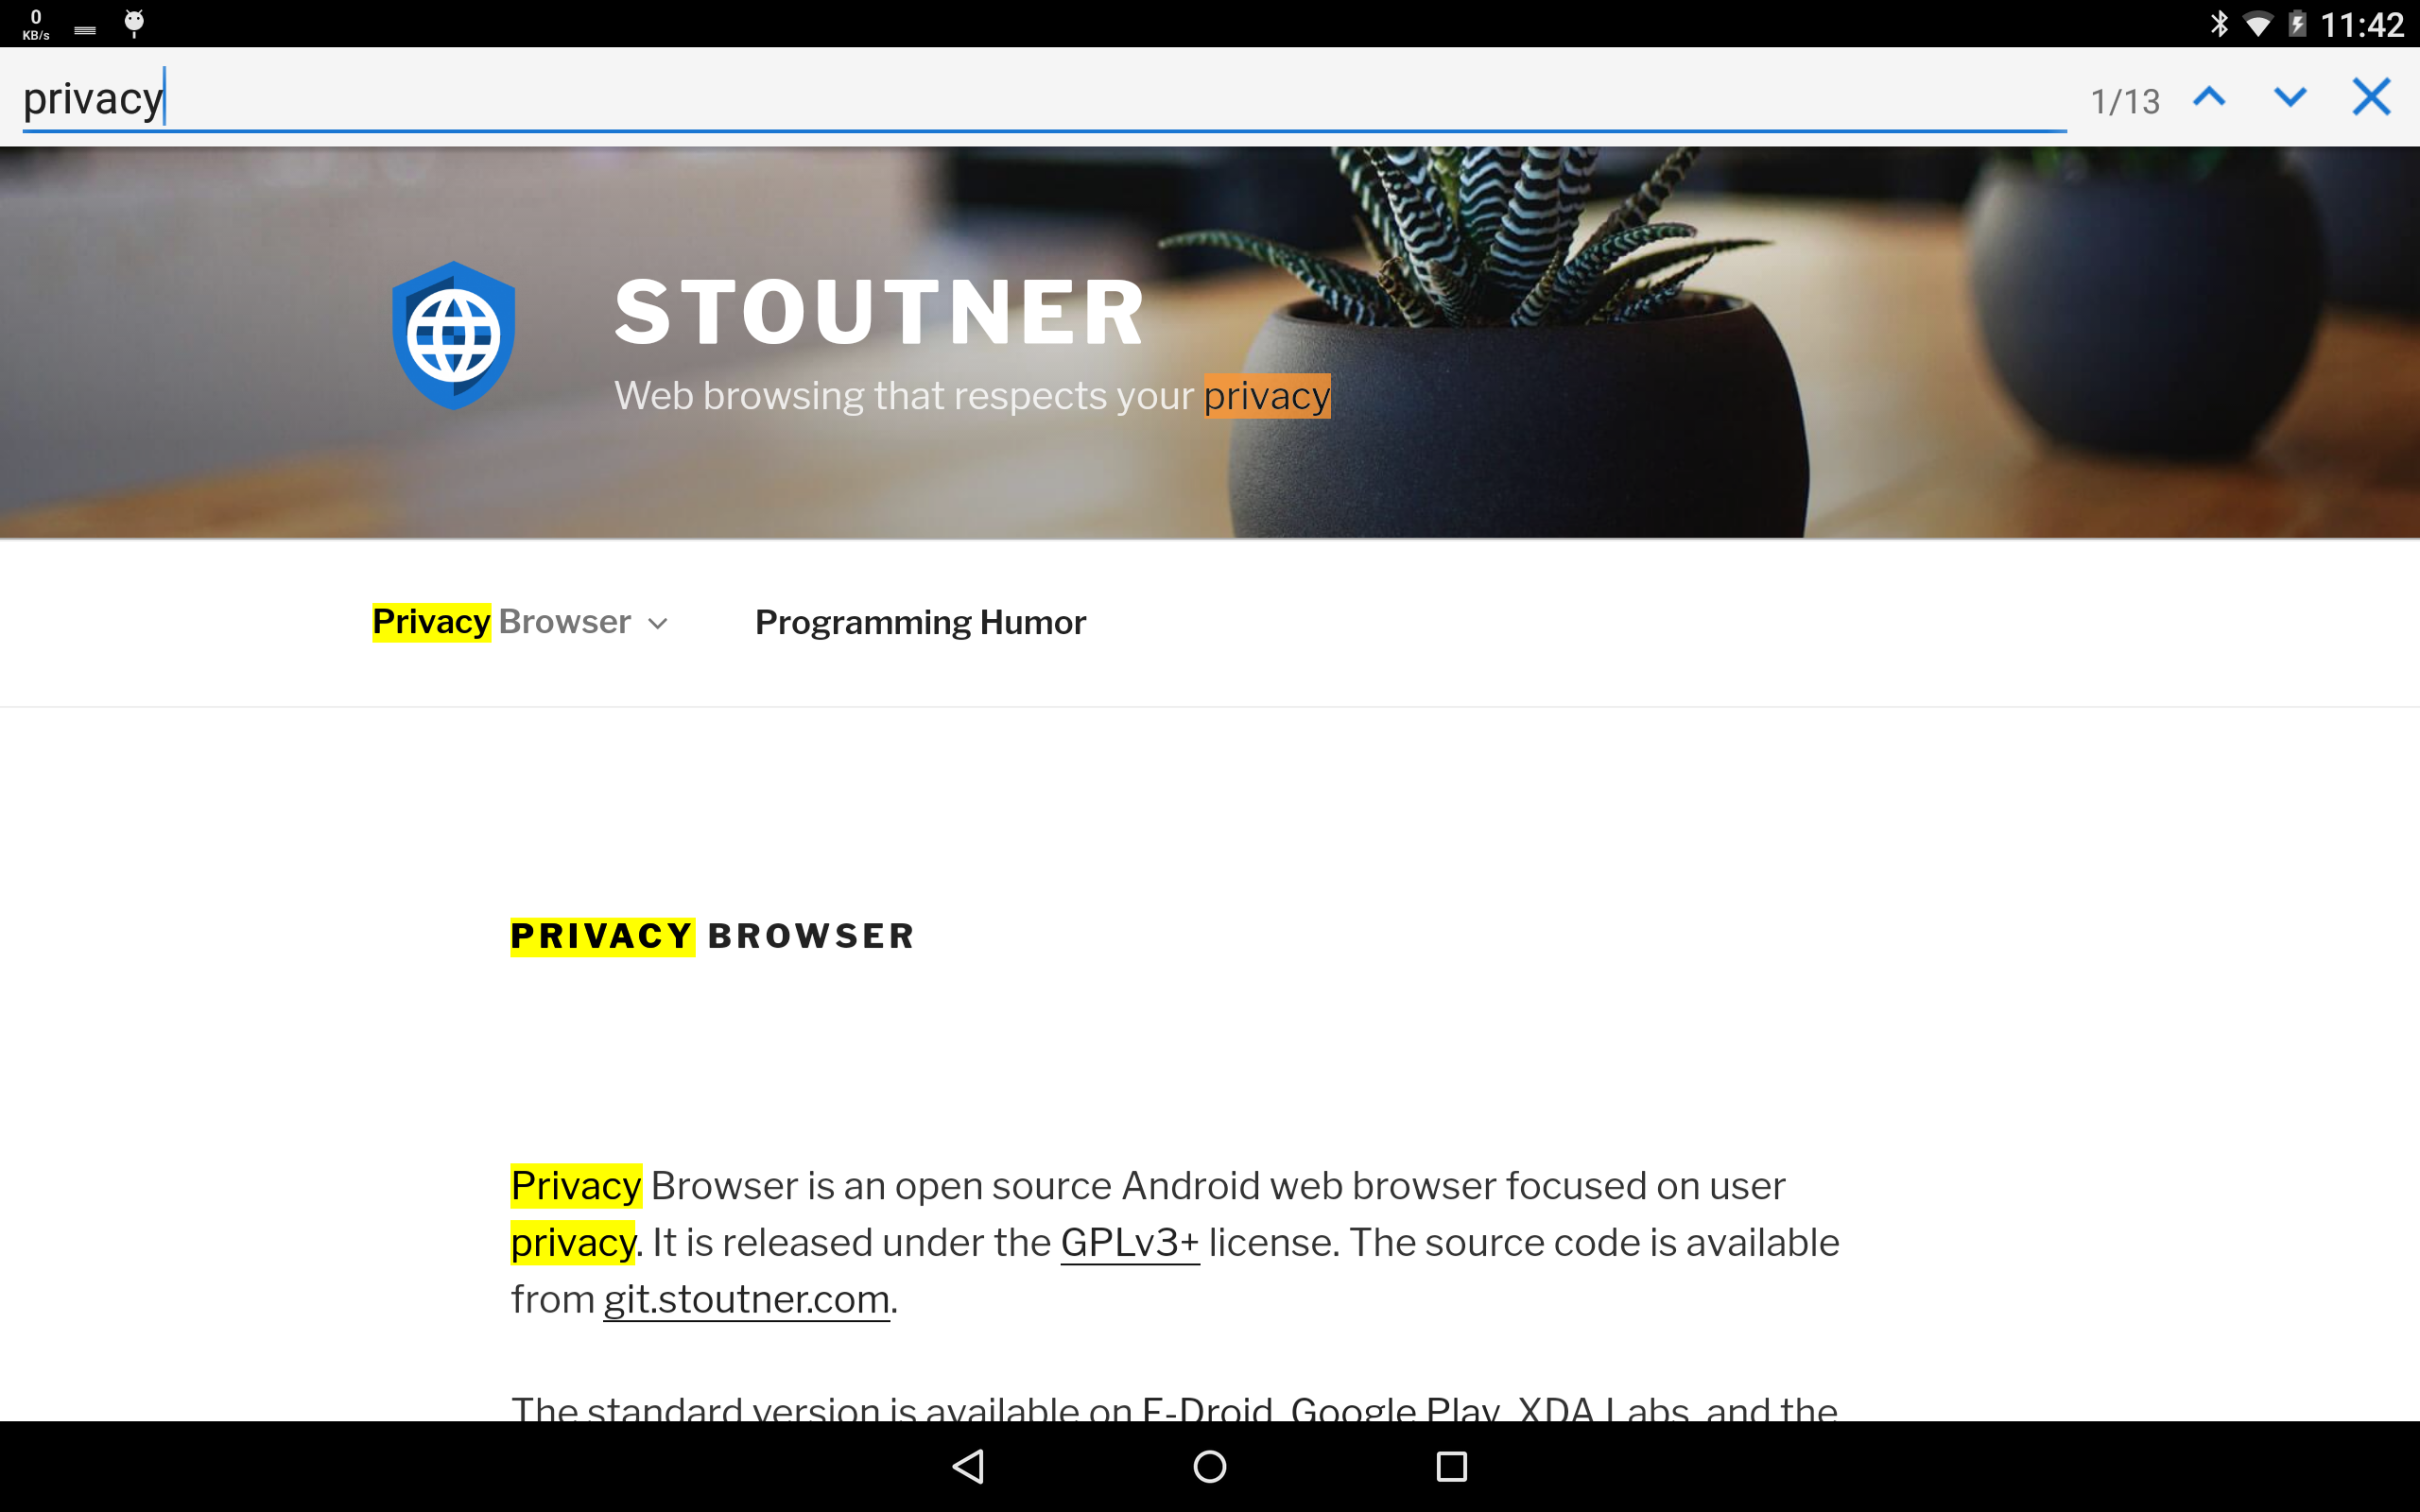 0
KB/s
11:42
privacy
1/13
STOUTNER
Web browsing that respects your privacy
Privacy Browser
Programming Humor
PRIVACY BROWSER
Privacy Browser is an open source Android web browser focused on user
privacy. It is released under the GPLv3+ license. The source code is available
from git.stoutner.com.
The standard version is available on F-Droid, Google Play, XDA Labs, and the